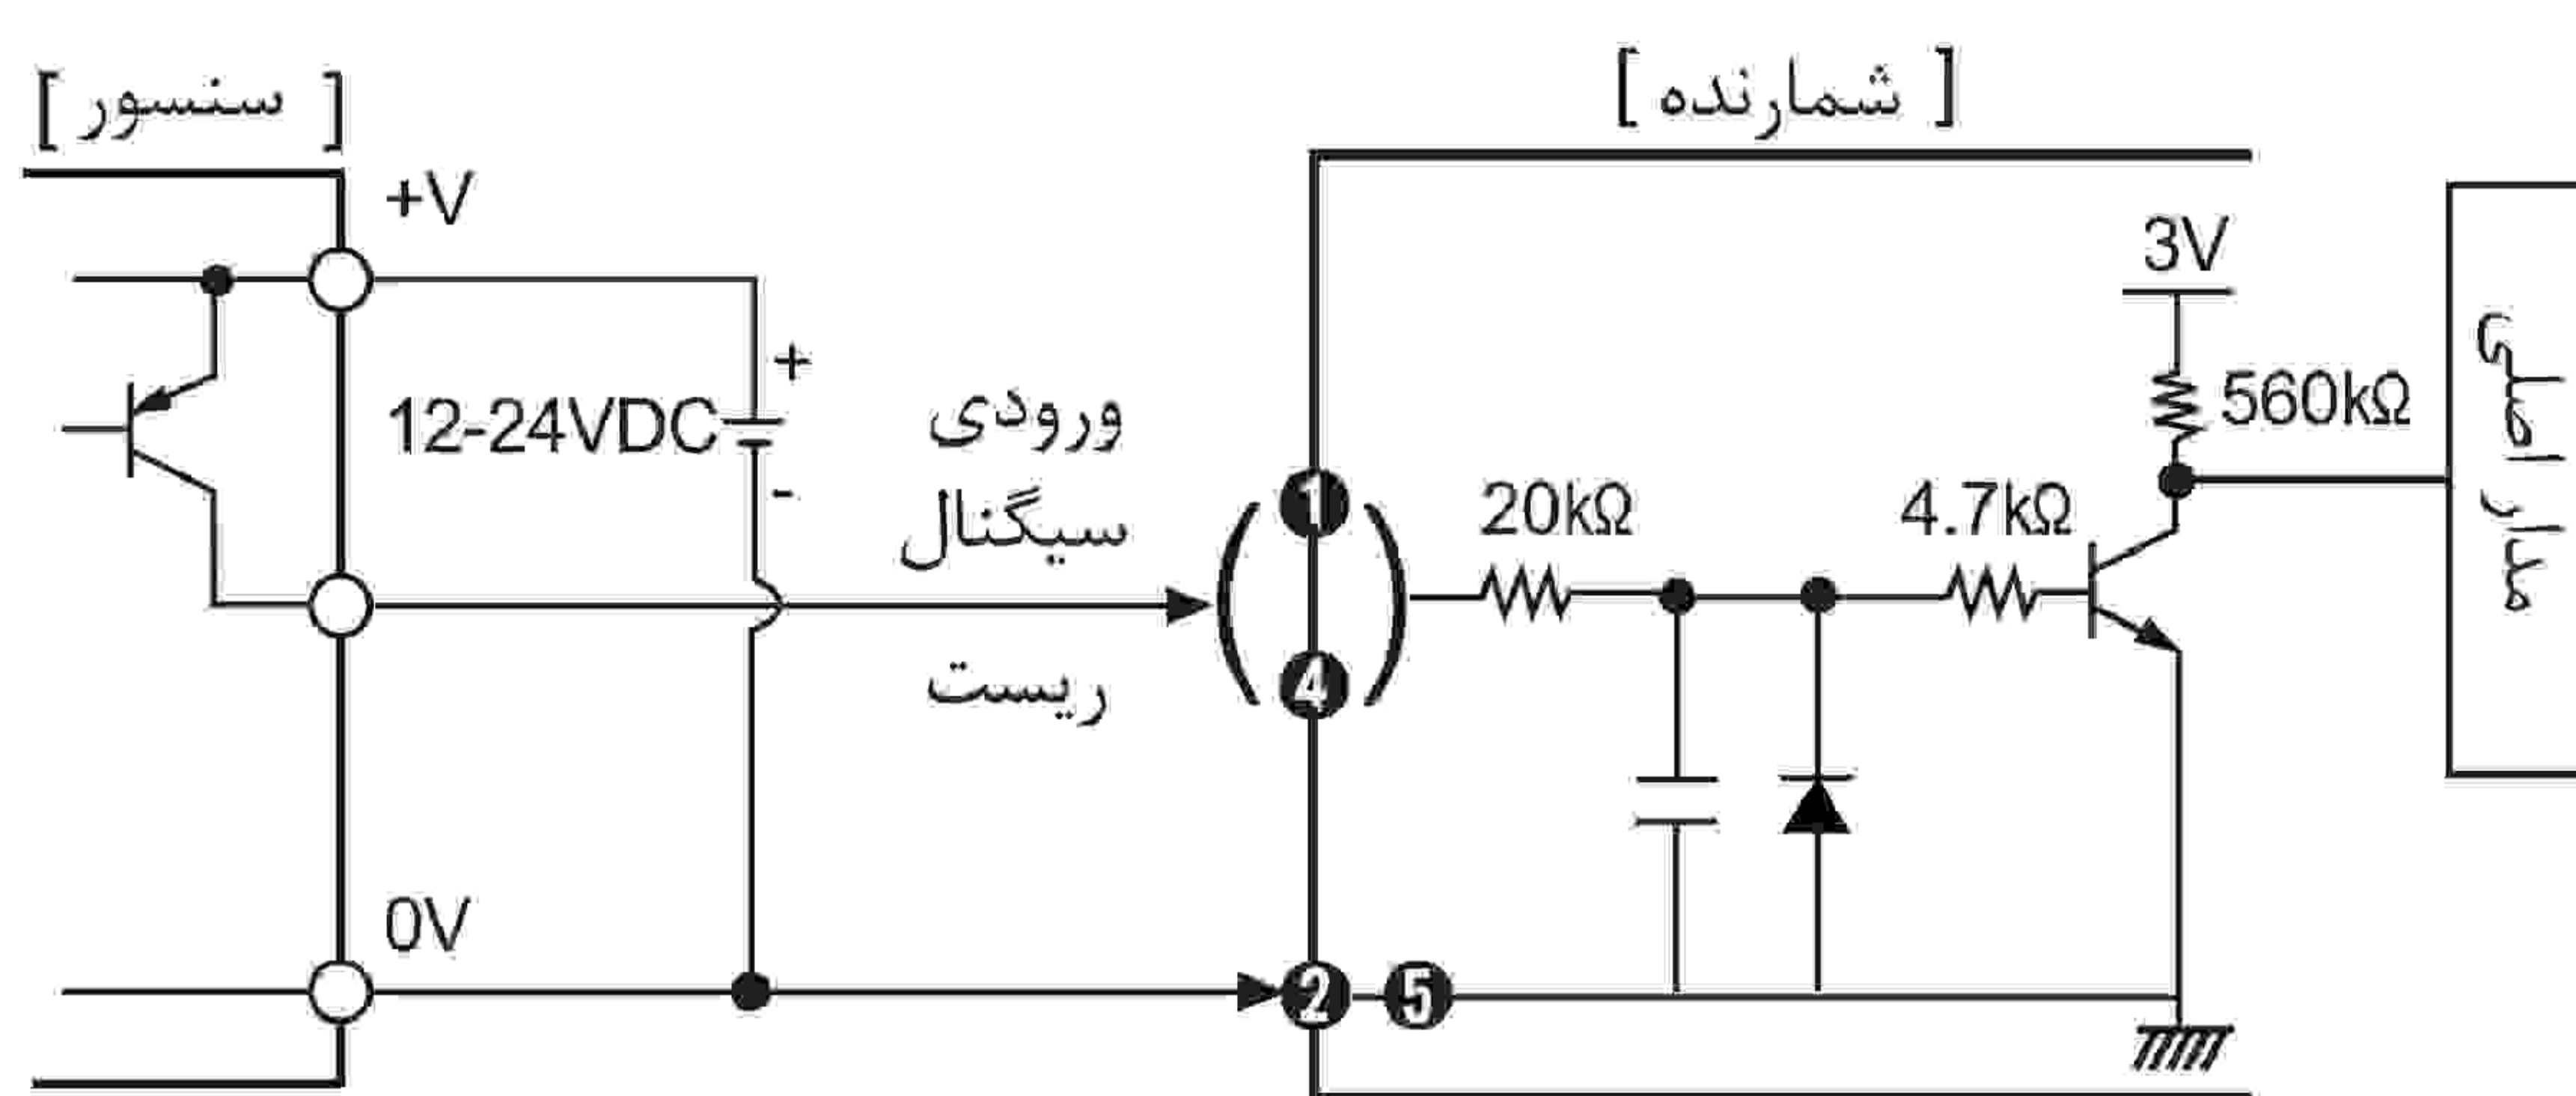 [ سنسور ]
[ شمارنده ]
+V
3V
+
12-24VDC
-
560kΩ
ورودی
سیگنال
ریست
1
4
20kΩ
4.7kΩ
مدار اصلی
0V
2
5